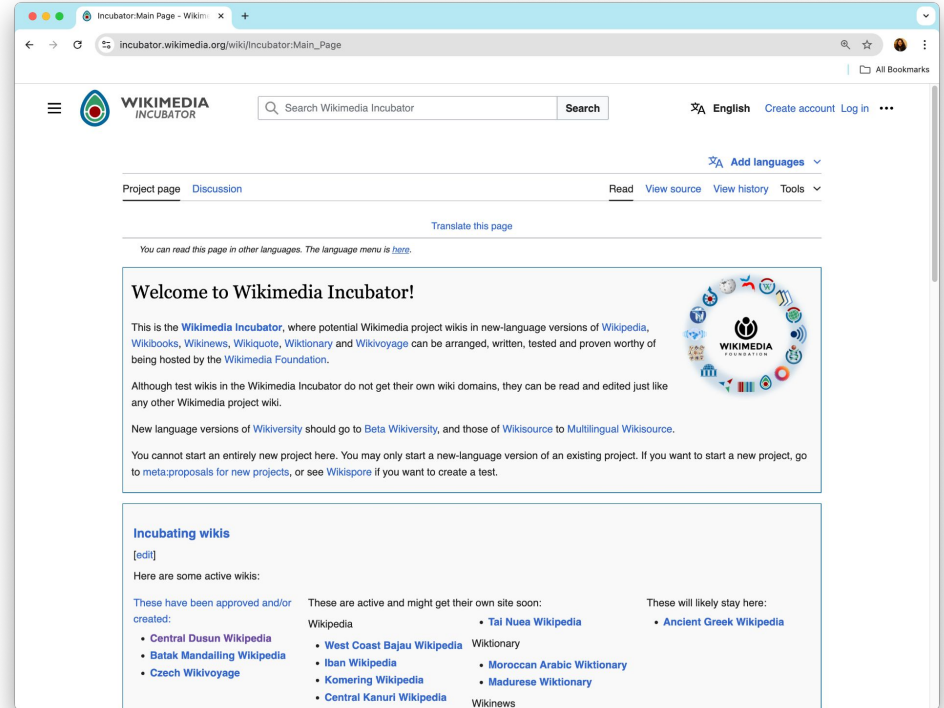 Incubator:Main Page - Wikim
incubator.wikimedia.org/wiki/Incubator:Main_Page
All Bookmarks
WIKIMEDIA
INCUBATOR
Search Wikimedia Incubator
Search
English
Create account
Log in
Add languages
Project page
Discussion
Read
View source
View history
Tools
Translate this page
You can read this page in other languages. The language menu is here.
Welcome to Wikimedia Incubator!
This is the Wikimedia Incubator, where potential Wikimedia project wikis in new-language versions of Wikipedia,
Wikibooks, Wikinews, Wikiquote, Wiktionary and Wikivoyage can be arranged, written, tested and proven worthy of
being hosted by the Wikimedia Foundation.
Although test wikis in the Wikimedia Incubator do not get their own wiki domains, they can be read and edited just like
any other Wikimedia project wiki.
New language versions of Wikiversity should go to Beta Wikiversity, and those of Wikisource to Multilingual Wikisource.
You cannot start an entirely new project here. You may only start a new-language version of an existing project. If you want to start a new project, go
to meta:proposals for new projects, or see Wikispore if you want to create a test.
WIKIMEDIA
FOUNDATION
Incubating wikis
[edit]
Here are some active wikis:
These have been approved and/or
created:
• Central Dusun Wikipedia
• Batak Mandailing Wikipedia
• Czech Wikivoyage
These are active and might get their own site soon:
Wikipedia
• West Coast Bajau Wikipedia
• Iban Wikipedia
• Komering Wikipedia
• Central Kanuri Wikipedia
• Tai Nuea Wikipedia
Wiktionary
• Moroccan Arabic Wiktionary
• Madurese Wiktionary
Wikinews
These will likely stay here:
• Ancient Greek Wikipedia